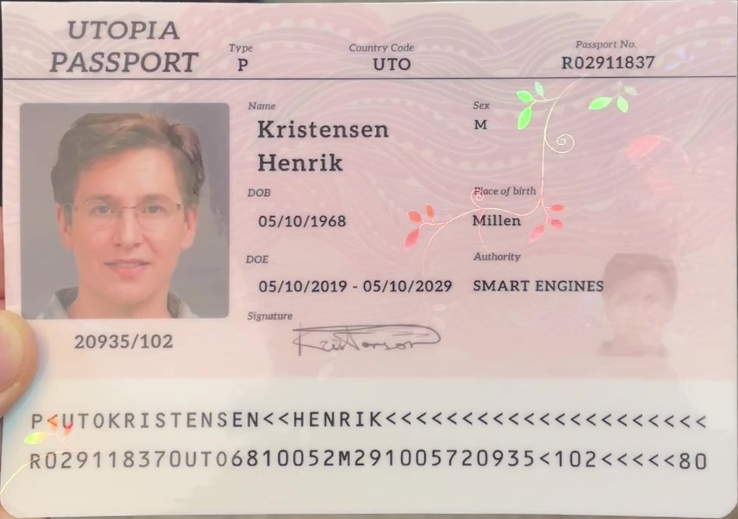 UTOPIA
PASSPORT
Type
P
Country Code
UTO
Passport No.
R02911837
Name
Kristensen
Henrik
Sex
M
DOB
05/10/1968
Place of birth
Millen
DOE
05/10/2019 - 05/10/2029
Authority
SMART ENGINES
Signature
Kristensen
20935/102
P<UTOKRISTENSEN<<HENRIK<<<<<<<<<<<<<<<<<<<<<
R029118370UTO6810052M291005720935<102<<<<<80